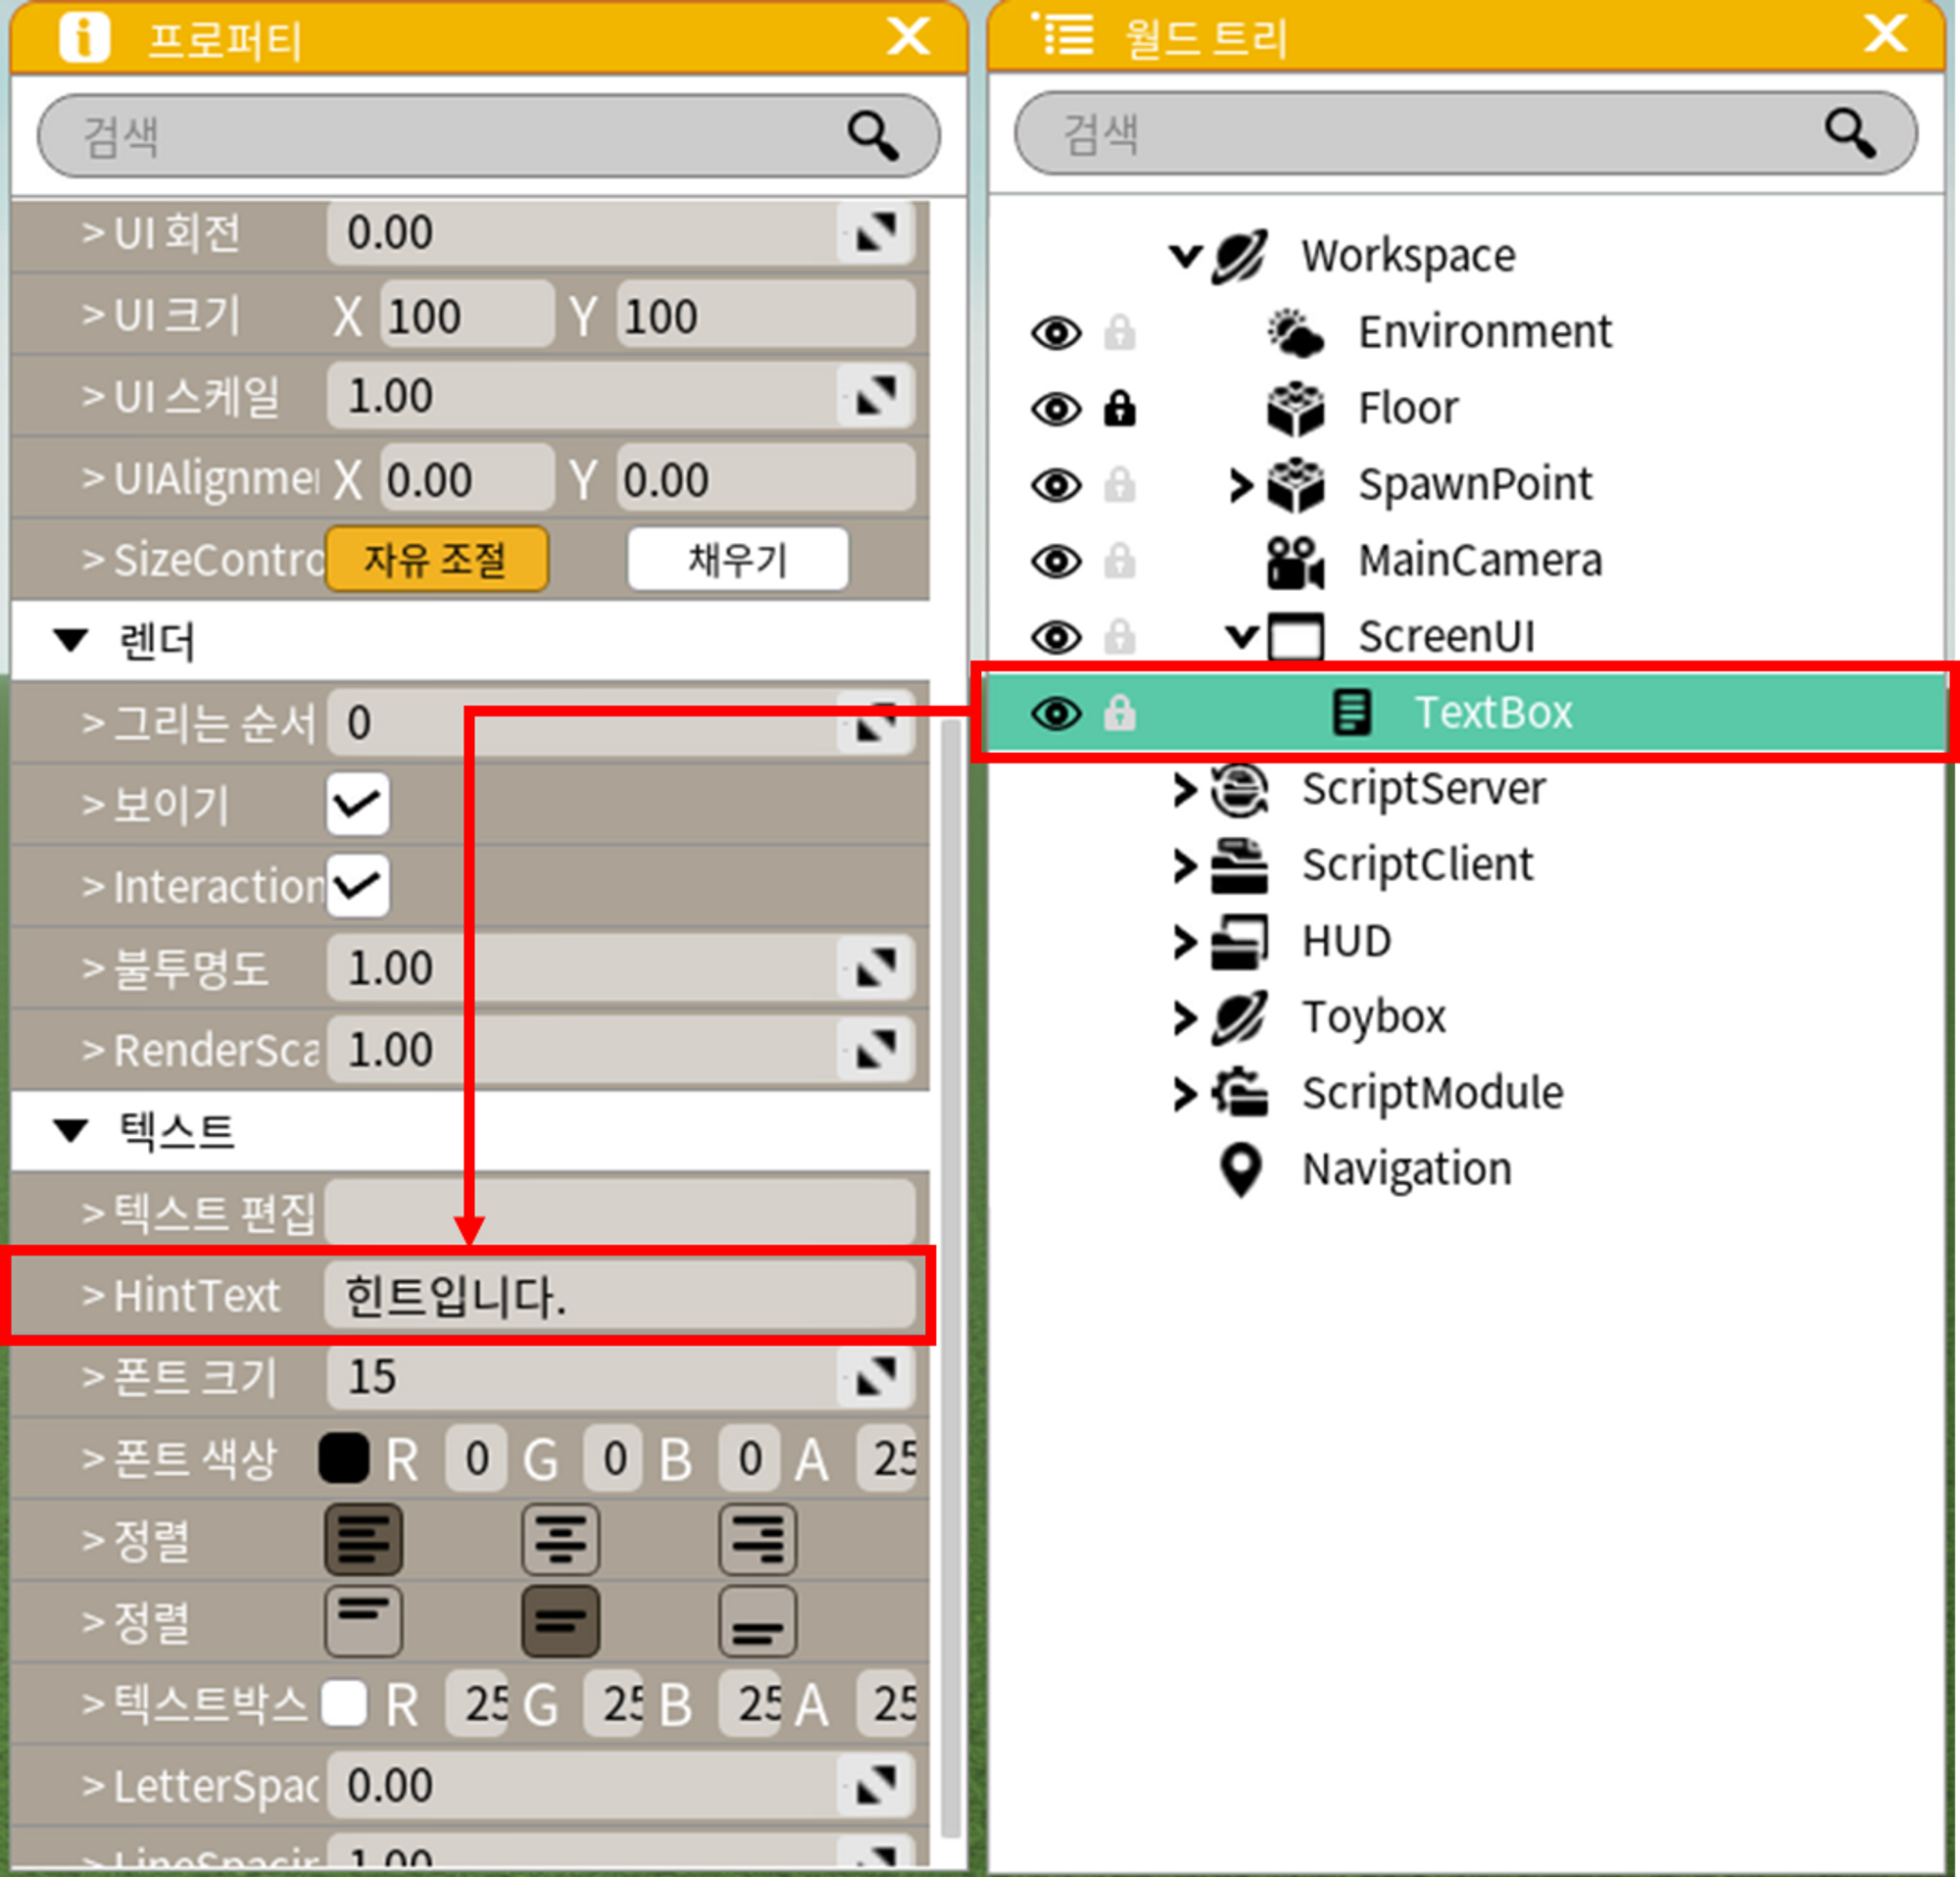 프로퍼티
검색
> UI 회전 0.00
> UI 크기 X 100 Y 100
> UI 스케일 1.00
> UIAlignme X 0.00 Y 0.00
> SizeContro 자유 조절 채우기
렌더
> 그리는 순서 0
> 보이기
> Interaction
> 불투명도 1.00
> RenderSca 1.00
텍스트
> 텍스트 편집
> HintText 힌트입니다.
> 폰트 크기 15
> 폰트 색상 R 0 G 0 B 0 A 25
> 정렬
> 정렬
> 텍스트박스 R 25 G 25 B 25 A 25
> LetterSpac 0.00
> LineSpacin 1.00
월드 트리
검색
Workspace
Environment
Floor
SpawnPoint
MainCamera
ScreenUI
TextBox
ScriptServer
ScriptClient
HUD
Toybox
ScriptModule
Navigation